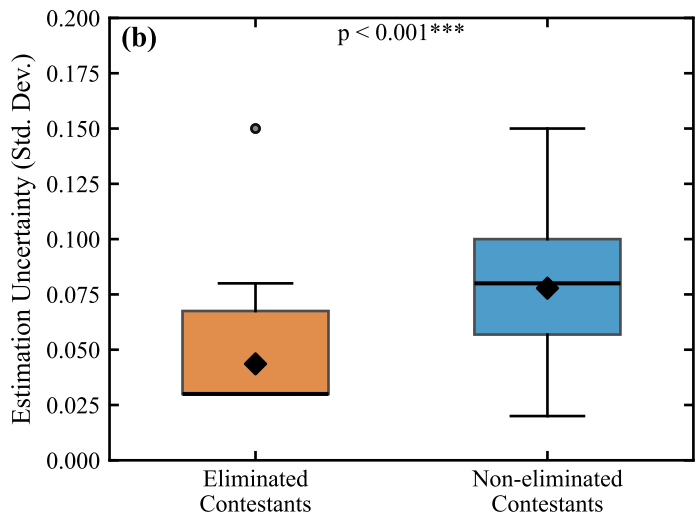 (b)
p < 0.001***
Estimation Uncertainty (Std. Dev.)
0.200
0.175
0.150
0.125
0.100
0.075
0.050
0.025
0.000
Eliminated
Contestants
Non-eliminated
Contestants